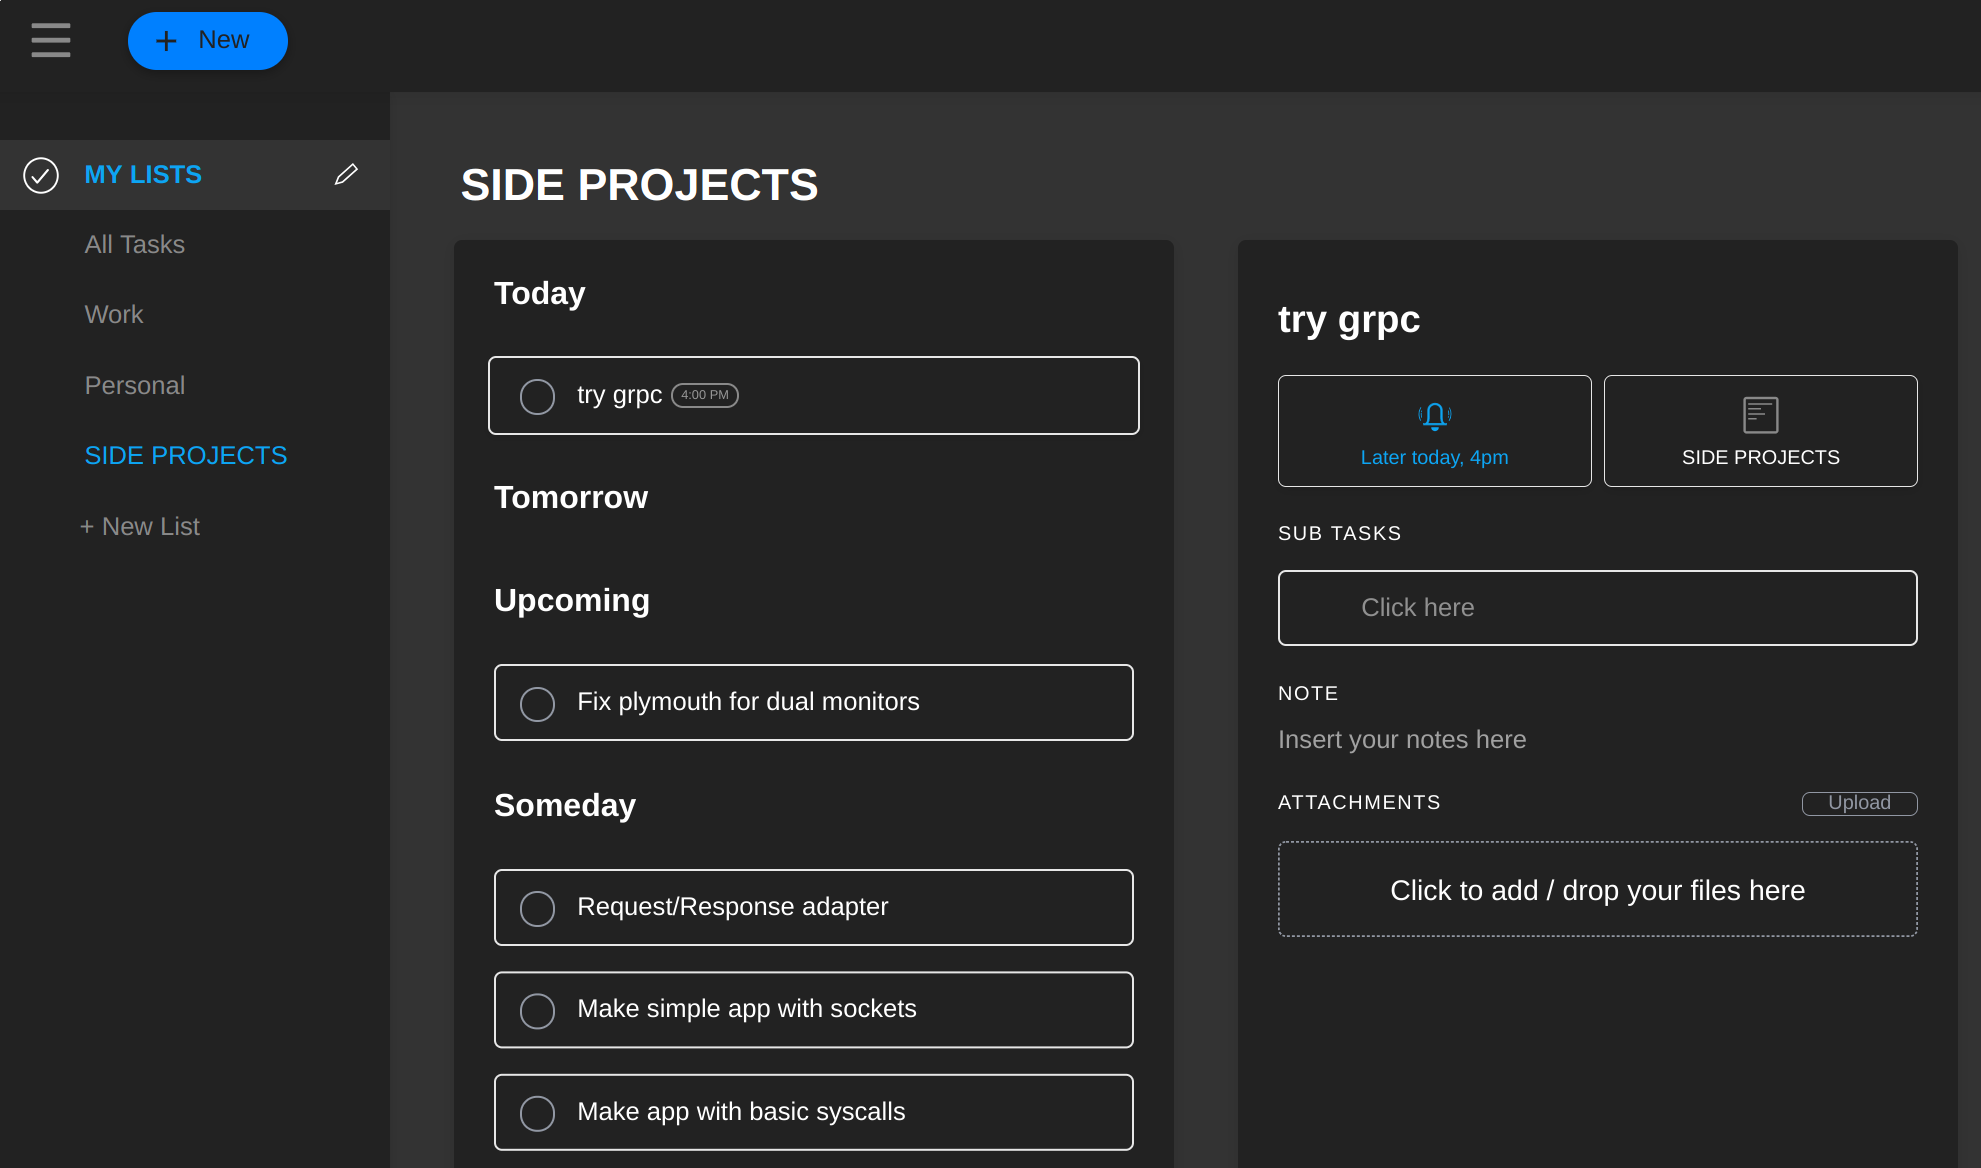 + New
MY LISTS
All Tasks
Work
Personal
SIDE PROJECTS
+ New List
SIDE PROJECTS
Today
try grpc 4:00 PM
Tomorrow
Upcoming
Fix plymouth for dual monitors
Someday
Request/Response adapter
Make simple app with sockets
Make app with basic syscalls
try grpc
Later today, 4pm
SIDE PROJECTS
SUB TASKS
Click here
NOTE
Insert your notes here
ATTACHMENTS
Upload
Click to add / drop your files here